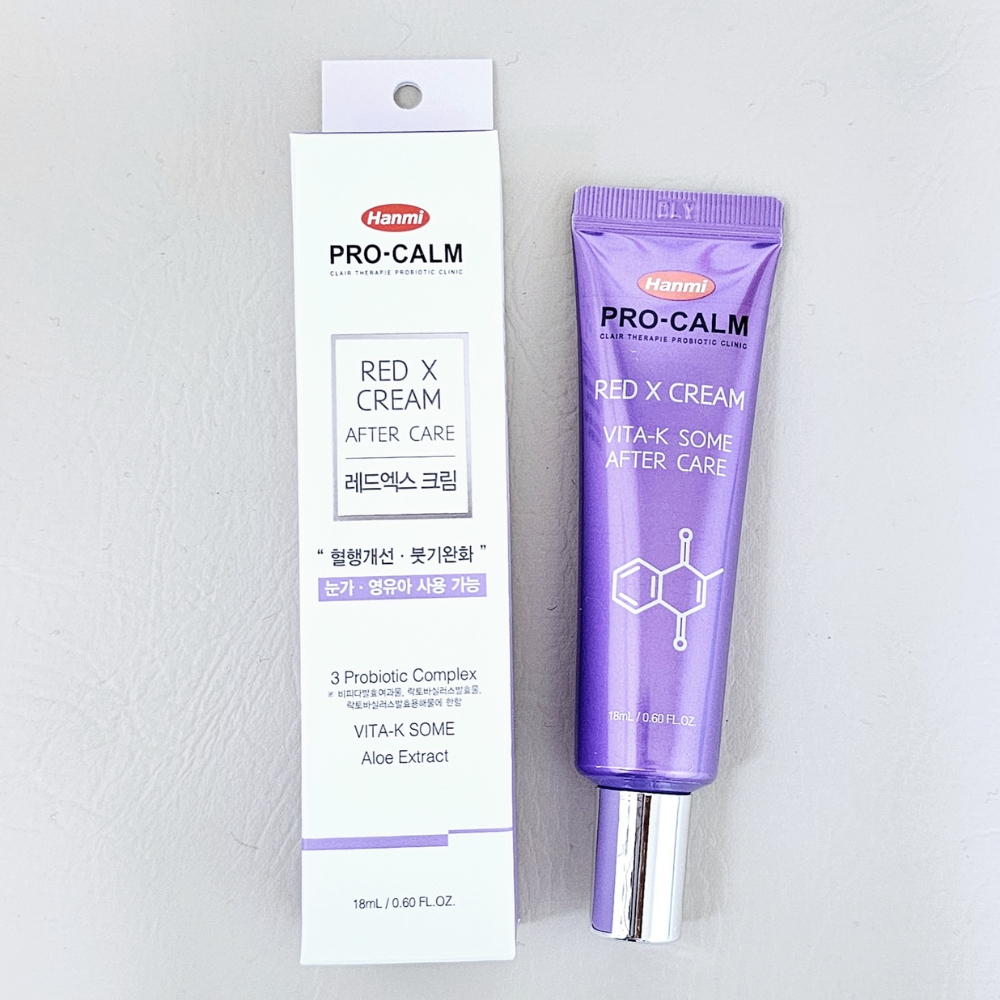 Hanmi
PRO-CALM
CLAIR THERAPIE PROBIOTIC CLINIC
RED X
CREAM
AFTER CARE
레드엑스 크림
“ 혈행개선 · 붓기완화 ”
눈가 · 영유아 사용 가능
3 Probiotic Complex
※ 비피다발효여과물, 락토바실러스발효물,
락토바실러스발효용해물에 한함
VITA-K SOME
Aloe Extract
18mL / 0.60 FL.OZ.
Hanmi
PRO-CALM
CLAIR THERAPIE PROBIOTIC CLINIC
RED X CREAM
VITA-K SOME
AFTER CARE
18mL / 0.60 FL.OZ.